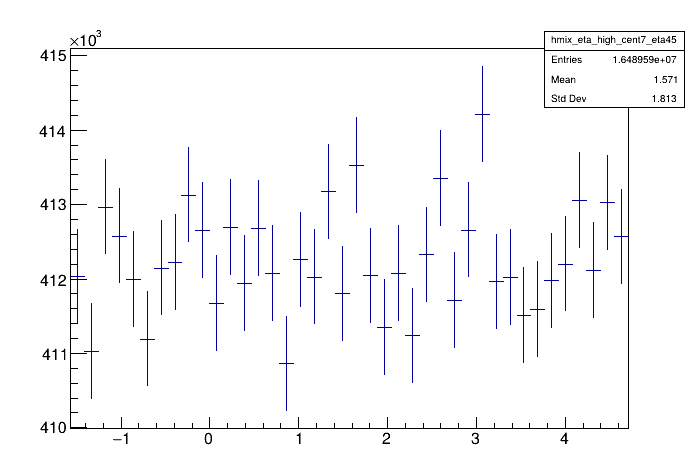 ×10³
hmix_eta_high_cent7_eta45
Entries 1.648959e+07
Mean 1.571
Std Dev 1.813
415
414
413
412
411
410
−1 0 1 2 3 4